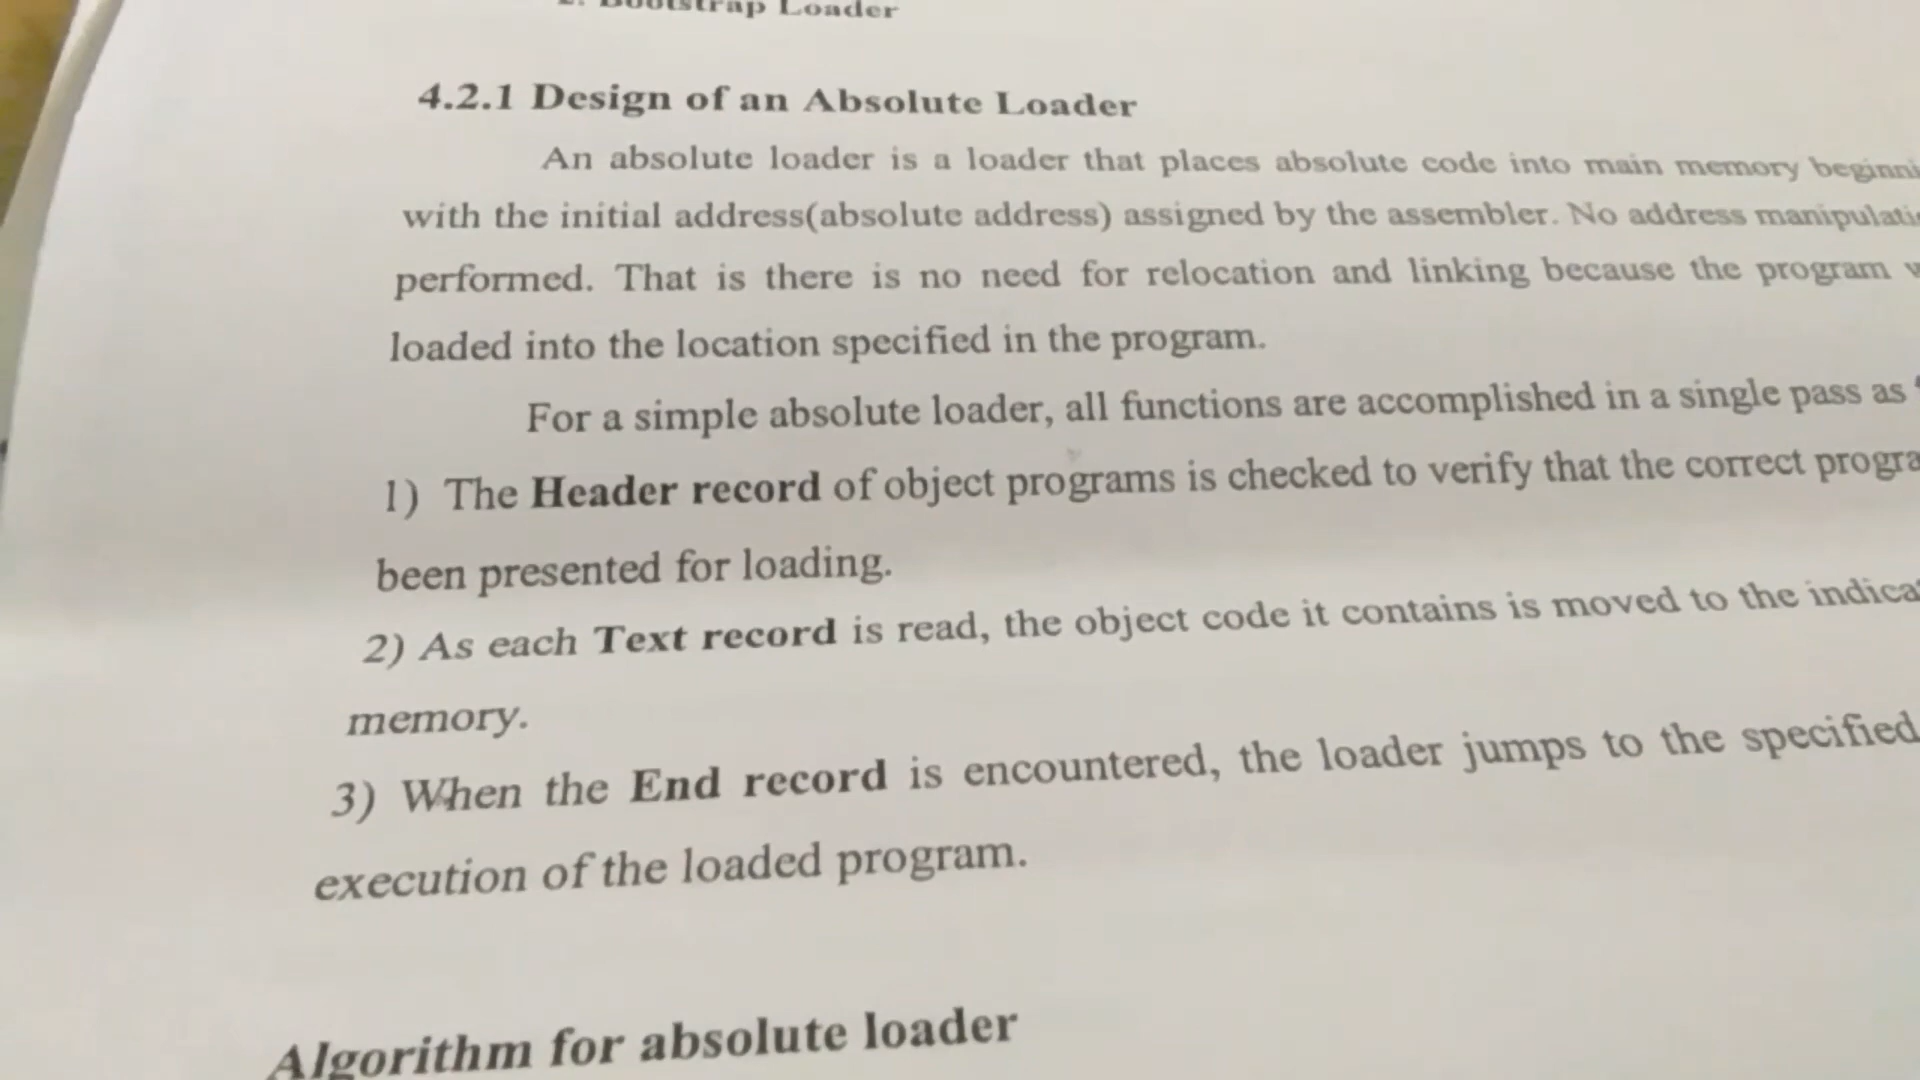 2. Bootstrap Loader
4.2.1 Design of an Absolute Loader
An absolute loader is a loader that places absolute code into main memory
with the initial address(absolute address) assigned by the assembler. No address
performed. That is there is no need for relocation and linking because the program
loaded into the location specified in the program.
For a simple absolute loader, all functions are accomplished in a single pass as
1) The Header record of object programs is checked to verify that the correct
been presented for loading.
2) As each Text record is read, the object code it contains is moved to the
memory.
3) When the End record is encountered, the loader jumps to the specified
execution of the loaded program.
Algorithm for absolute loader